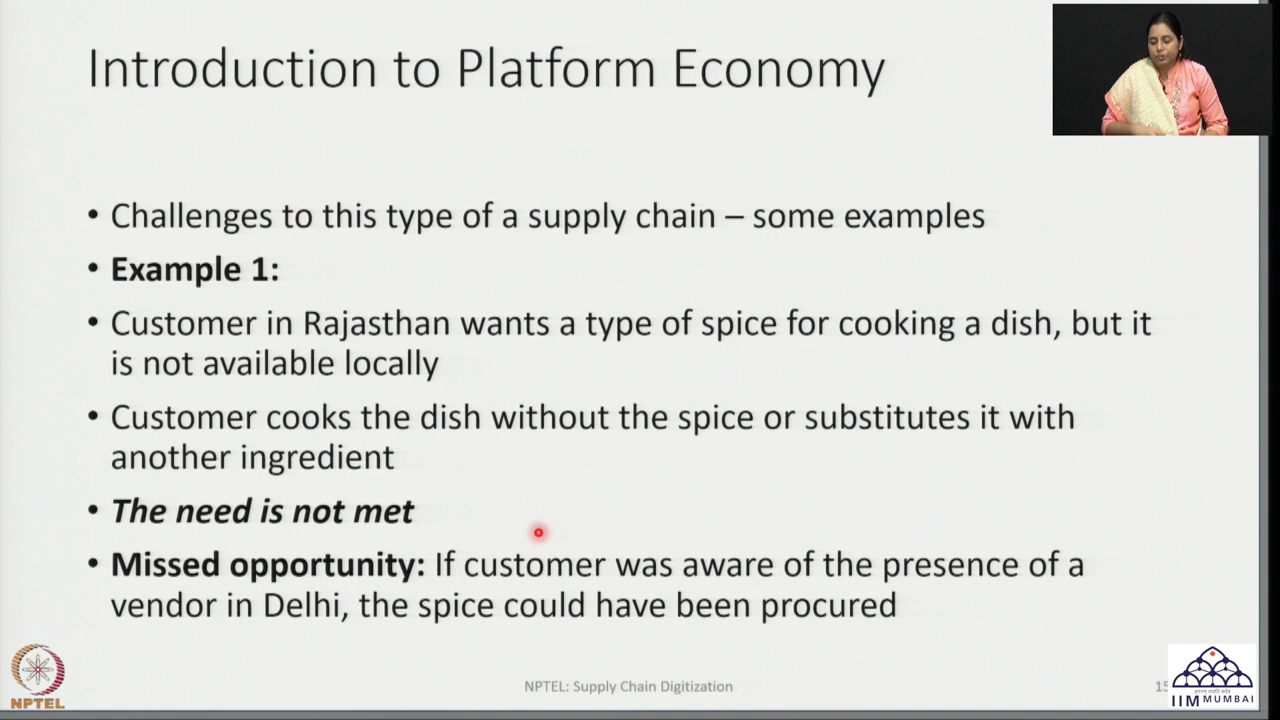 Introduction to Platform Economy
• Challenges to this type of a supply chain – some examples
• Example 1:
• Customer in Rajasthan wants a type of spice for cooking a dish, but it
is not available locally
• Customer cooks the dish without the spice or substitutes it with
another ingredient
• The need is not met
• Missed opportunity: If customer was aware of the presence of a
vendor in Delhi, the spice could have been procured
NPTEL
NPTEL: Supply Chain Digitization
IIM MUMBAI